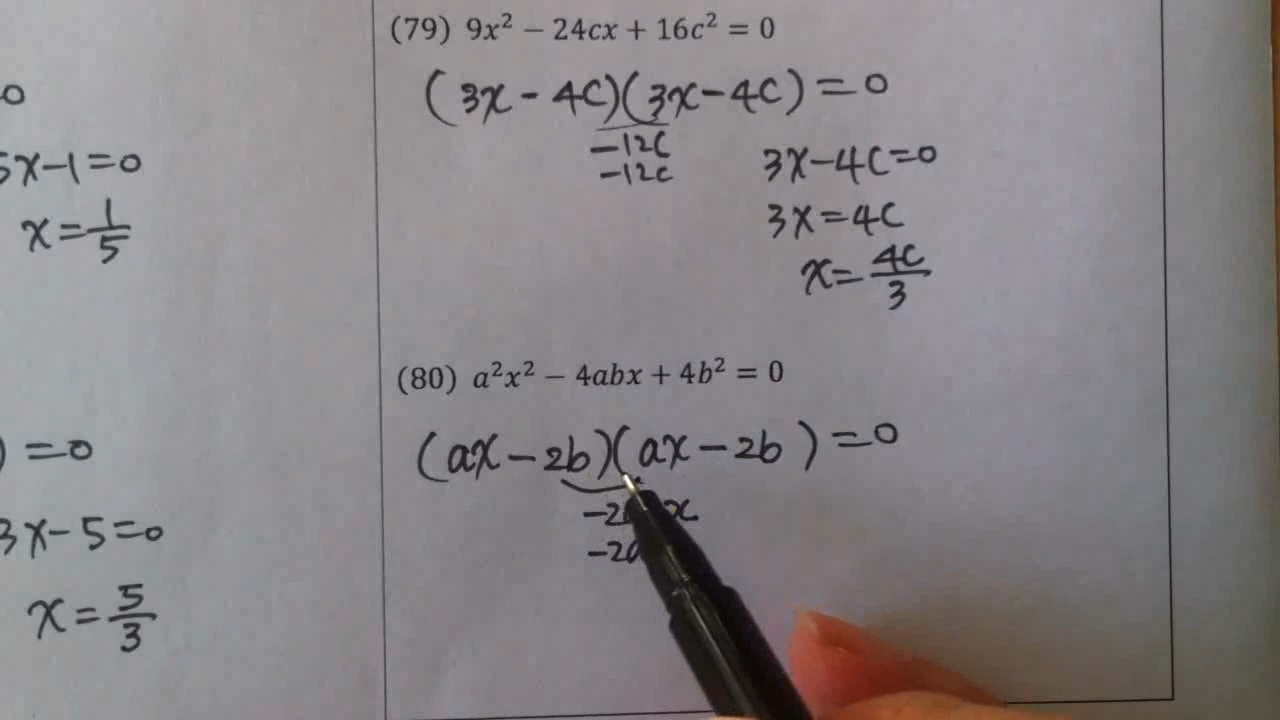 0
5x-1=0
x=1/5
) =0
3x-5=0
x=5/3
(79) 9x² − 24cx + 16c² = 0
(3x-4c)(3x-4c)=0
-12c
-12c
3x-4c=0
3x=4c
x=4c/3
(80) a²x² − 4abx + 4b² = 0
(ax-2b)(ax-2b)=0